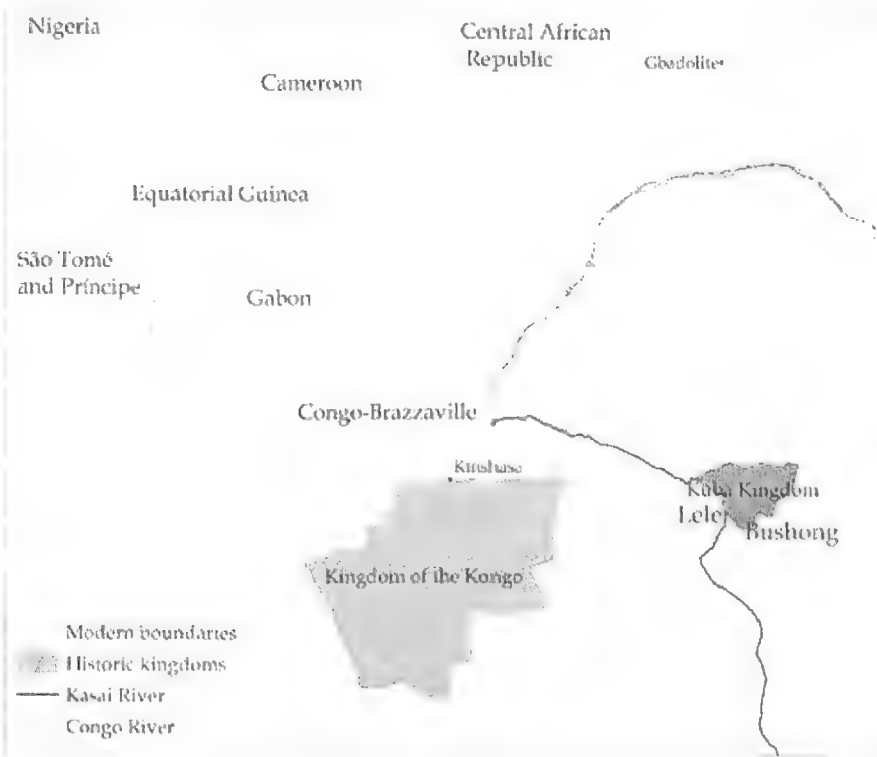 Nigeria
Central African
Republic
Gbadolite
Cameroon
Equatorial Guinea
São Tomé
and Príncipe
Gabon
Congo-Brazzaville
Kinshasa
Kuba Kingdom
Lele
Bushong
Kingdom of the Kongo
Modern boundaries
Historic kingdoms
Kasai River
Congo River